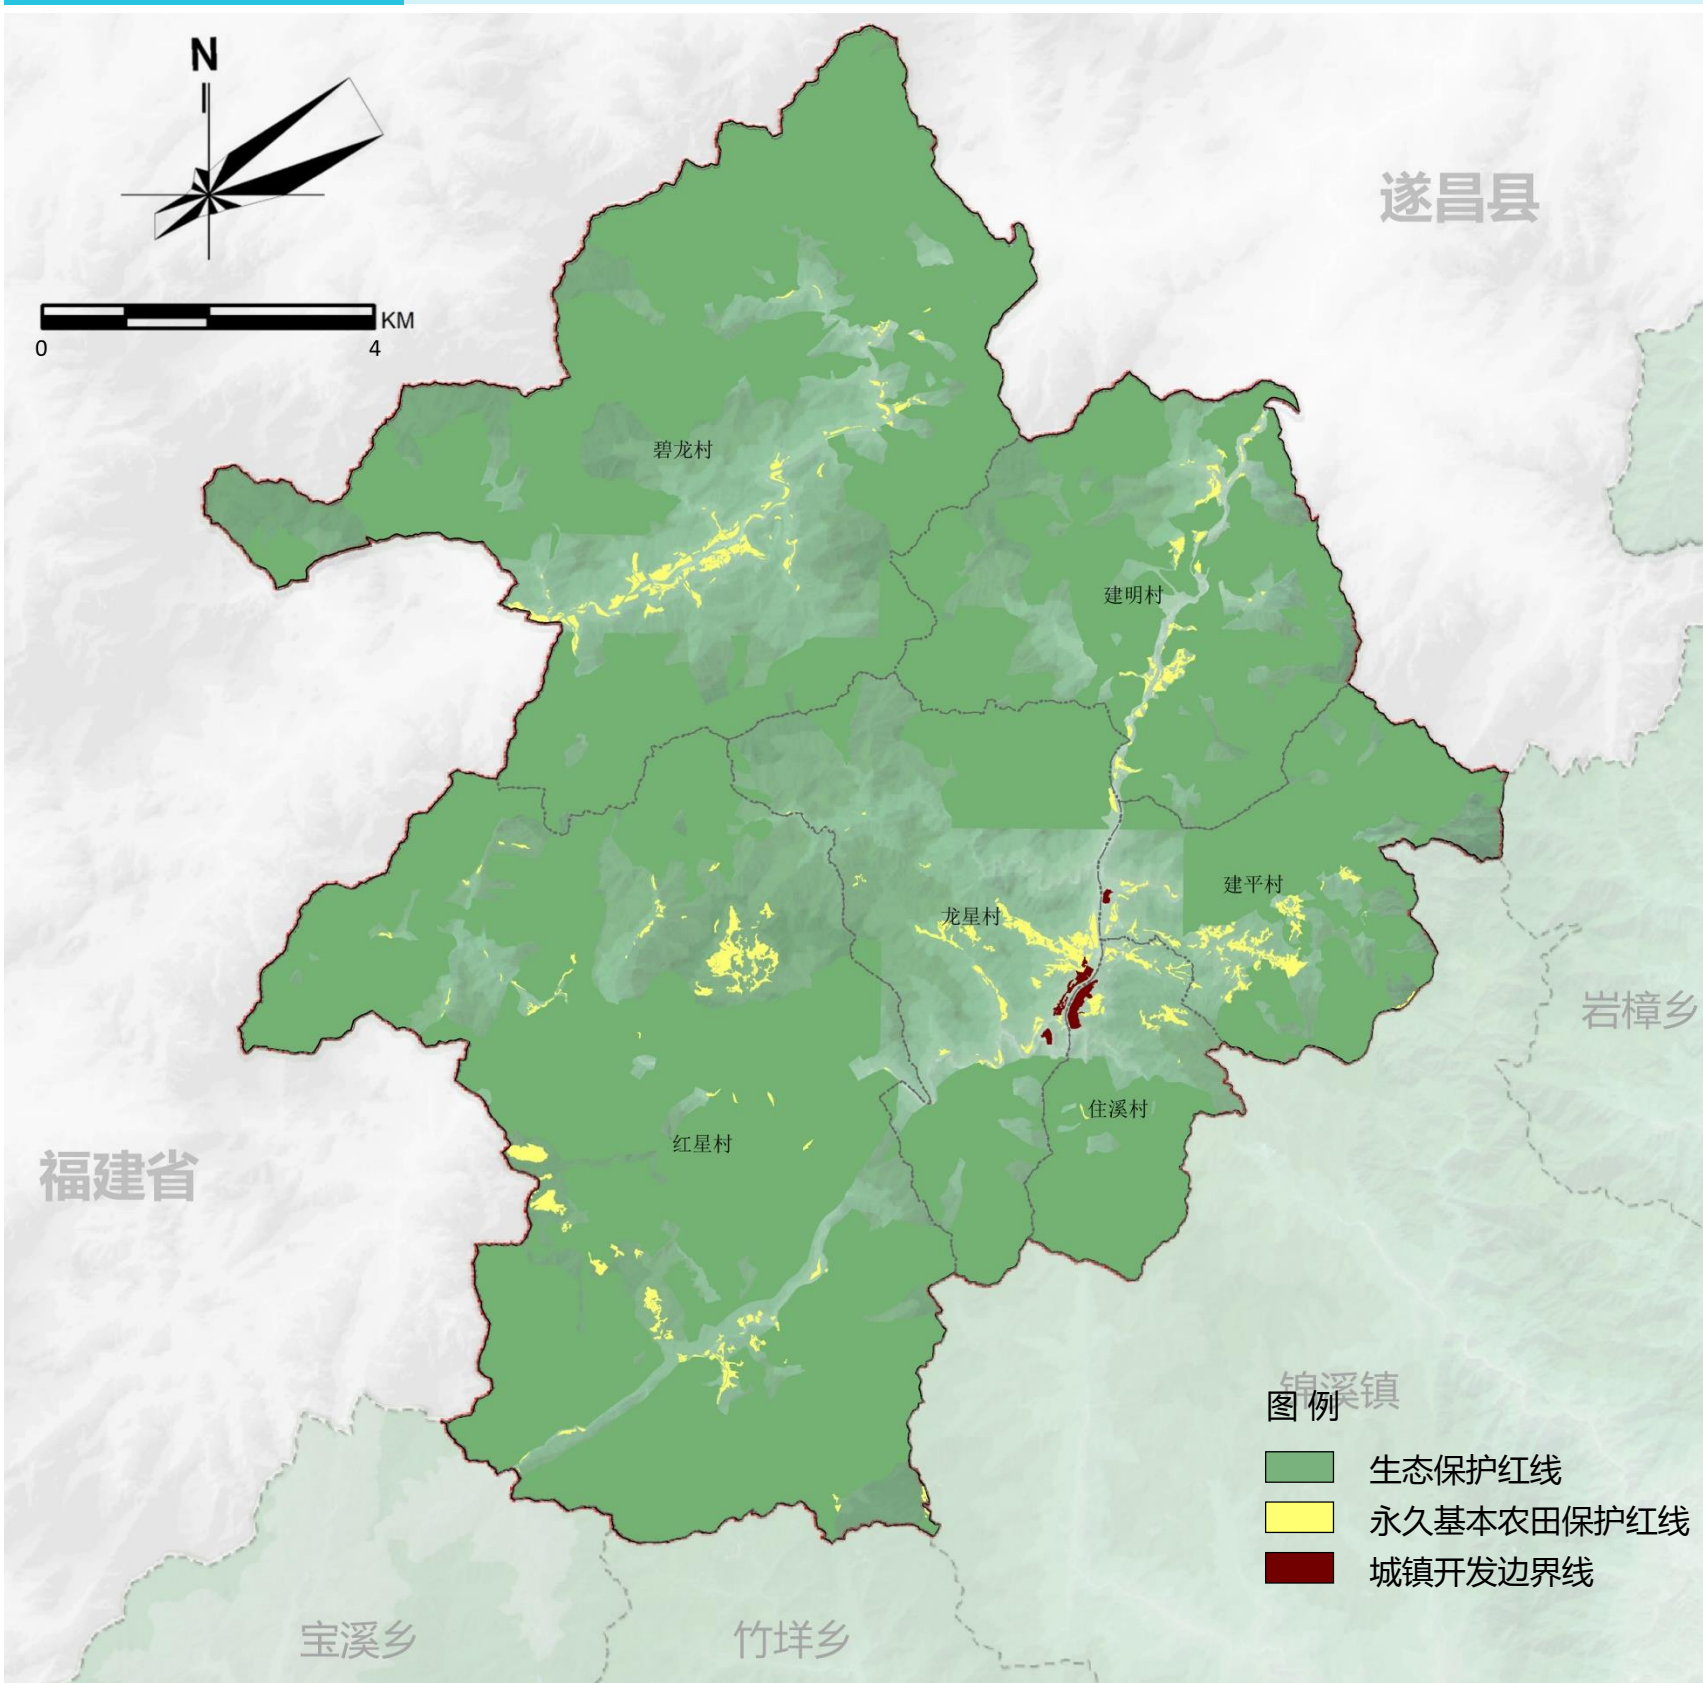 N
遂昌县
KM
0
4
碧龙村
建明村
建平村
龙星村
岩樟乡
住溪村
红星村
福建省
锦溪镇
图 例
生态保护红线
永久基本农田保护红线
城镇开发边界线
宝溪乡
竹垟乡